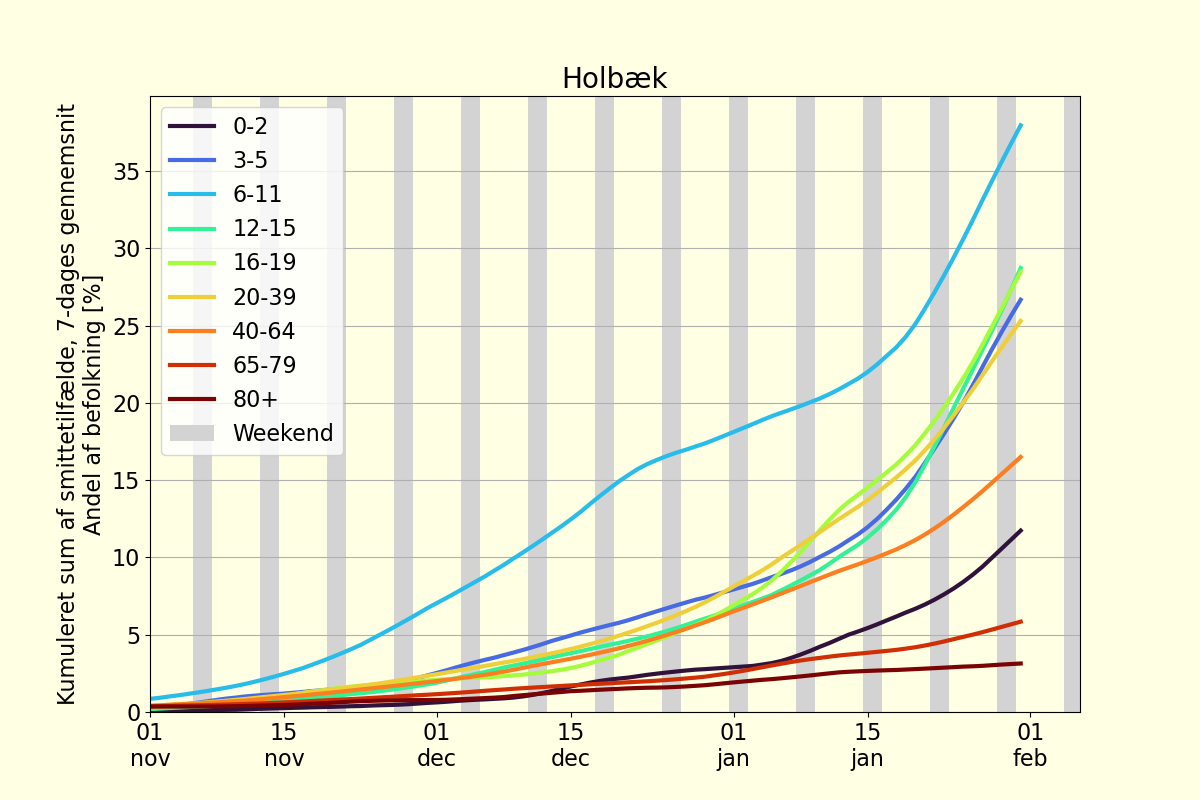 Holbæk
Kumuleret sum af smittetilfælde, 7-dages gennemsnit
Andel af befolkning [%]
35
30
25
20
15
10
5
0
0-2
3-5
6-11
12-15
16-19
20-39
40-64
65-79
80+
Weekend
01 15 01 15 01 15 01
nov nov dec dec jan jan feb